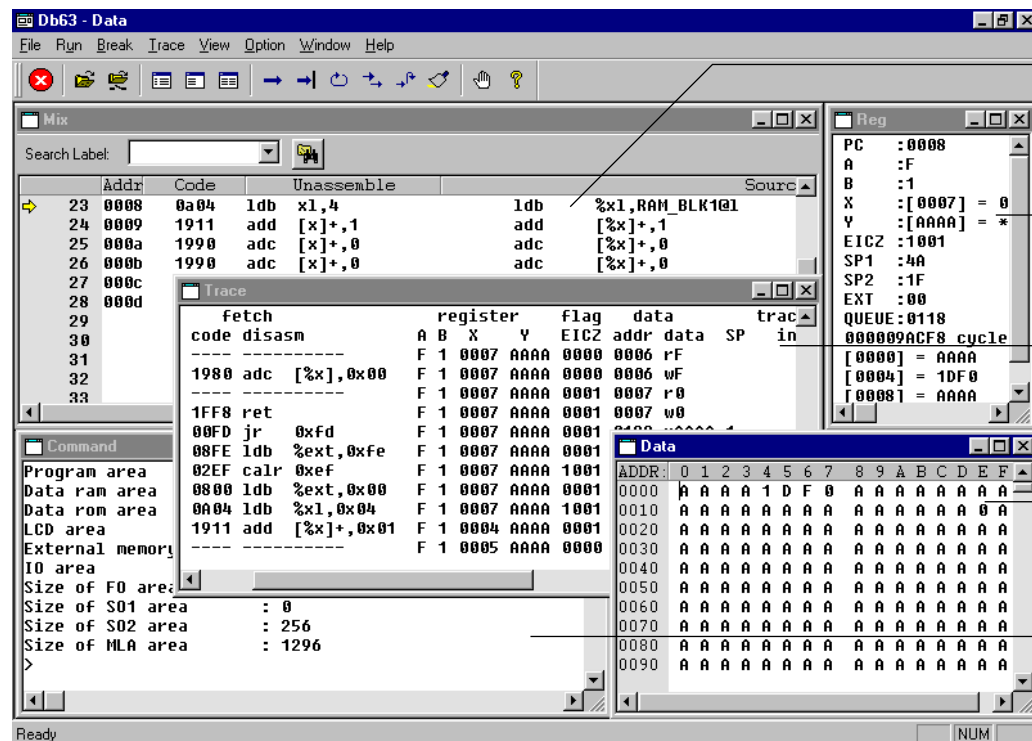 Db63 - Data
File Run Break Trace View Option Window Help
Mix
Search Label:
Addr Code Unassemble Sourc
23 0008 0a04 ldb xl,4 ldb %xl,RAM_BLK1@l
24 0009 1911 add [x]+,1 add [%x]+,1
25 000a 1990 adc [x]+,0 adc [%x]+,0
26 000b 1990 adc [x]+,0 adc [%x]+,0
27 000c
28 000d
29
30
31
32
33
Reg
PC :0008
A :F
B :1
X :[0007] = 0
Y :[AAAA] = *
EICZ :1001
SP1 :4A
SP2 :1F
EXT :00
QUEUE:0118
000009ACF8 cycle
[0000] = AAAA
[0004] = 1DF0
[0008] = AAAA
Trace
fetch register flag data trac
code disasm A B X Y EICZ addr data SP in
---- ----------- F 1 0007 AAAA 0000 0006 rF
1980 adc [%x],0x00 F 1 0007 AAAA 0000 0006 wF
---- ----------- F 1 0007 AAAA 0001 0007 r0
1FF8 ret F 1 0007 AAAA 0001 0007 w0
00FD jr 0xfd F 1 0007 AAAA 0001
08FE ldb %ext,0xfe F 1 0007 AAAA 0001
02EF calr 0xef F 1 0007 AAAA 1001
0800 ldb %ext,0x00 F 1 0007 AAAA 0001
0A04 ldb %xl,0x04 F 1 0007 AAAA 1001
1911 add [%x]+,0x01 F 1 0004 AAAA 0001
---- ----------- F 1 0005 AAAA 0000
Command
Program area
Data ram area
Data rom area
LCD area
External memory
IO area
Size of FO area
Size of SO1 area : 0
Size of SO2 area : 256
Size of MLA area : 1296
>
Data
ADDR: 0 1 2 3 4 5 6 7 8 9 A B C D E F
0000 A A A A 1 D F 0 A A A A A A A A
0010 A A A A A A A A A A A A A A 0 A
0020 A A A A A A A A A A A A A A A A
0030 A A A A A A A A A A A A A A A A
0040 A A A A A A A A A A A A A A A A
0050 A A A A A A A A A A A A A A A A
0060 A A A A A A A A A A A A A A A A
0070 A A A A A A A A A A A A A A A A
0080 A A A A A A A A A A A A A A A A
0090 A A A A A A A A A A A A A A A A
Ready NUM